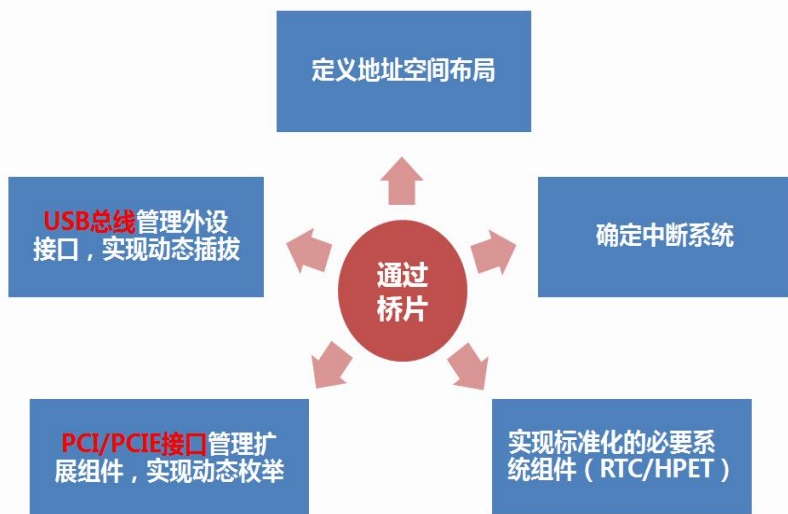 定义地址空间布局
USB总线管理外设
接口，实现动态插拔
确定中断系统
通过
桥片
PCI/PCIE接口管理扩
展组件，实现动态枚举
实现标准化的必要系
统组件（RTC/HPET）